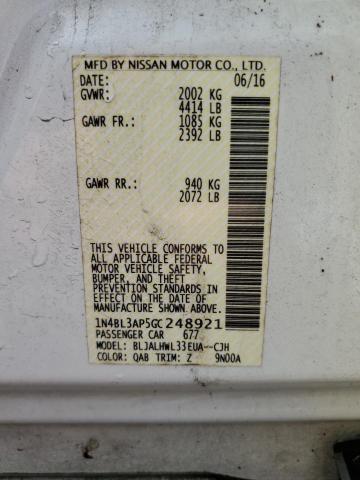 MFD BY NISSAN MOTOR CO., LTD.
DATE: 06/16
GVWR: 2002 KG
4414 LB
GAWR FR.: 1085 KG
2392 LB
GAWR RR.: 940 KG
2072 LB
THIS VEHICLE CONFORMS TO
ALL APPLICABLE FEDERAL
MOTOR VEHICLE SAFETY,
BUMPER, AND THEFT
PREVENTION STANDARDS IN
EFFECT ON THE DATE OF
MANUFACTURE SHOWN ABOVE.
1N4BL3AP5GC248921
PASSENGER CAR 677
MODEL: BLJALHWL33EUA--CJH
COLOR: QAB TRIM: Z 9N00A